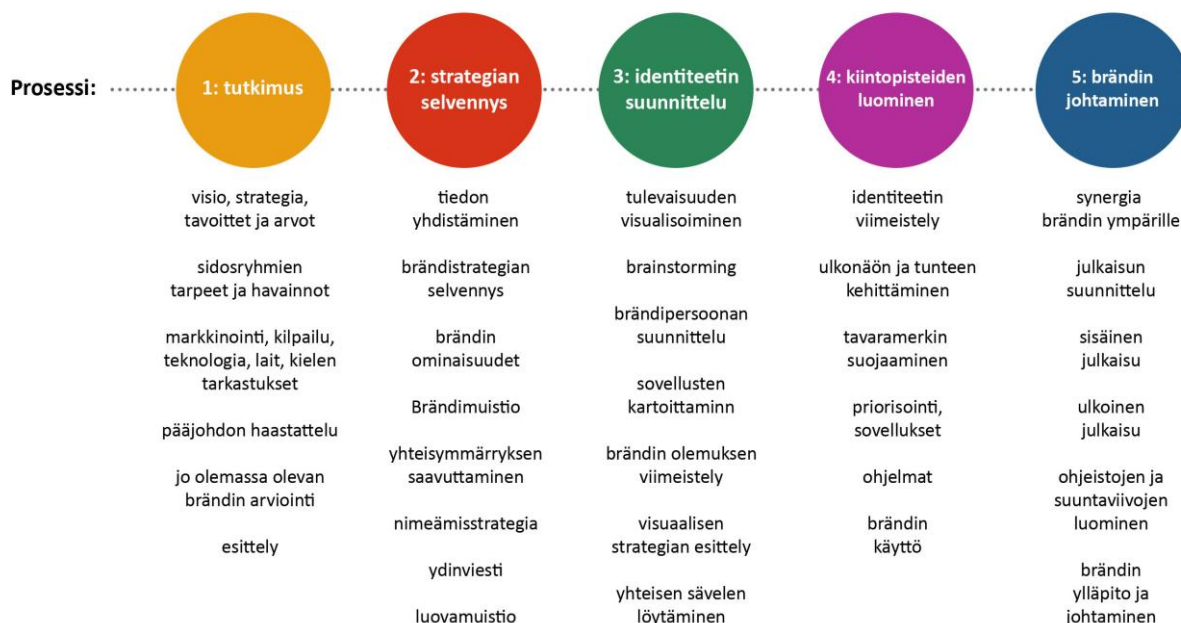 Prosessi:
1: tutkimus
visio, strategia,
tavoittet ja arvot
sidosryhmien
tarpeet ja havainnot
markkinointi, kilpailu,
teknologia, lait, kielen
tarkastukset
pääjohdon haastattelu
jo olemassa olevan
brändin arviointi
esittely
2: strategian
selvennys
tiedon
yhdistäminen
brändistrategian
selvennys
brändin
ominaisuudet
Brändimuistio
yhteisymmärryksen
saavuttaminen
nimeämisstrategia
ydinviesti
luovamuistio
3: identiteetin
suunnittelu
tulevaisuuden
visualisoiminen
brainstorming
brändipersoonan
suunnittelu
sovellusten
kartoittaminn
brändin olemuksen
viimeistely
visuaalisen
strategian esittely
yhteisen sävelen
löytäminen
4: kiintopisteiden
luominen
identiteetin
viimeistely
ulkonäön ja tunteen
kehittäminen
tavaramerkin
suojaaminen
priorisointi,
sovellukset
ohjelmat
brändin
käyttö
5: brändin
johtaminen
synergia
brändin ympärille
julkaisun
suunnittelu
sisäinen
julkaisu
ulkoinen
julkaisu
ohjeistojen ja
suuntaviivojen
luominen
brändin
ylläpito ja
johtaminen